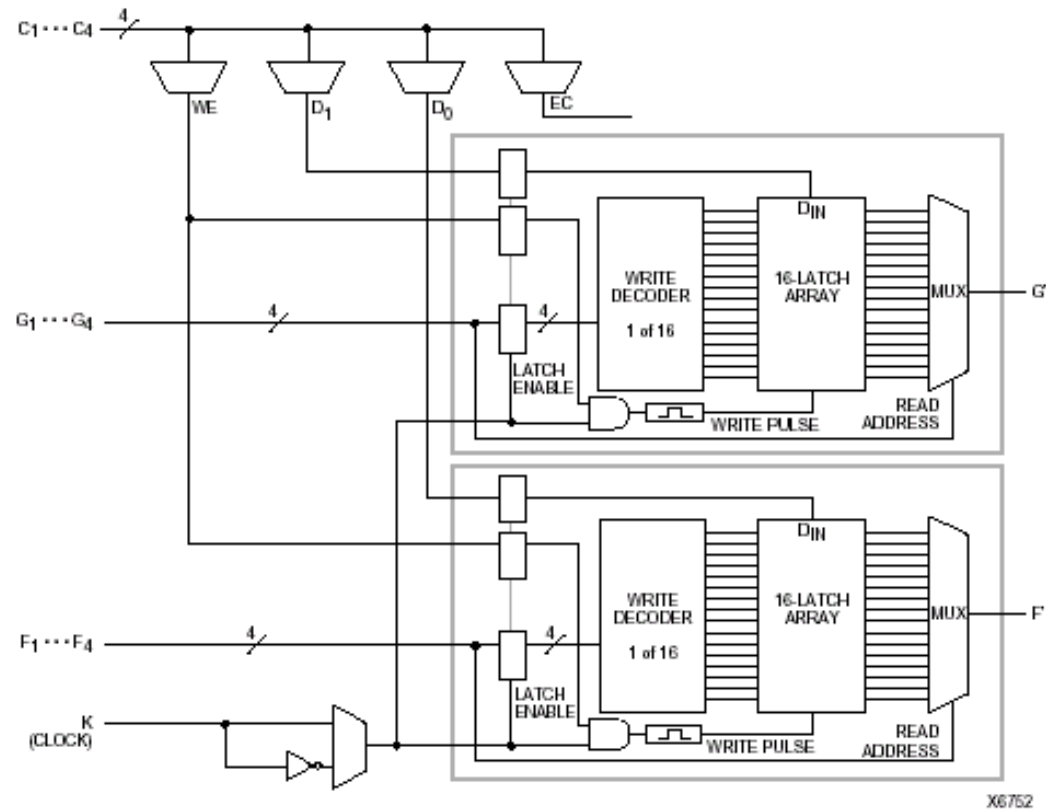 C1 ··· C4
4
WE
D1
D0
EC
DIN
WRITE
DECODER
1 of 16
16-LATCH
ARRAY
MUX
G'
G1 ··· G4
4
4
LATCH
ENABLE
WRITE PULSE
READ
ADDRESS
DIN
WRITE
DECODER
1 of 16
16-LATCH
ARRAY
MUX
F'
F1 ··· F4
4
4
LATCH
ENABLE
K
(CLOCK)
WRITE PULSE
READ
ADDRESS
X6752